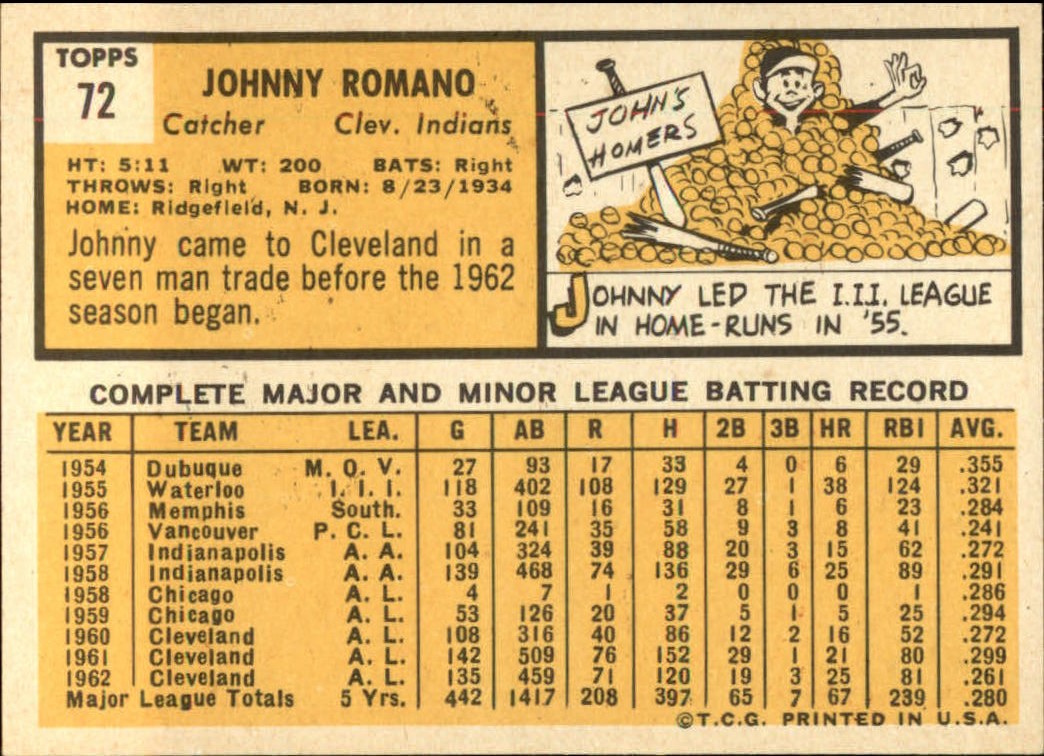 TOPPS
72
JOHNNY ROMANO
Catcher Clev. Indians
HT: 5:11 WT: 200 BATS: Right
THROWS: Right BORN: 8/23/1934
HOME: Ridgefield, N. J.
Johnny came to Cleveland in a
seven man trade before the 1962
season began.
JOHN'S
HOMERS
JOHNNY LED THE I.I.I. LEAGUE
IN HOME-RUNS IN '55.
COMPLETE MAJOR AND MINOR LEAGUE BATTING RECORD
YEAR TEAM LEA. G AB R H 2B 3B HR RBI AVG.
1954 Dubuque M. O. V. 27 93 17 33 4 0 6 29 .355
1955 Waterloo I. I. I. 118 402 108 129 27 1 38 124 .321
1956 Memphis South. 33 109 16 31 8 1 6 23 .284
1956 Vancouver P. C. L. 81 241 35 58 9 3 8 41 .241
1957 Indianapolis A. A. 104 324 39 88 20 3 15 62 .272
1958 Indianapolis A. A. 139 468 74 136 29 6 25 89 .291
1958 Chicago A. L. 4 7 1 2 0 0 0 1 .286
1959 Chicago A. L. 53 126 20 37 5 1 5 25 .294
1960 Cleveland A. L. 108 316 40 86 12 2 16 52 .272
1961 Cleveland A. L. 142 509 76 152 29 1 21 80 .299
1962 Cleveland A. L. 135 459 71 120 19 3 25 81 .261
Major League Totals 5 Yrs. 442 1417 208 397 65 7 67 239 .280
©T.C.G. PRINTED IN U.S.A.